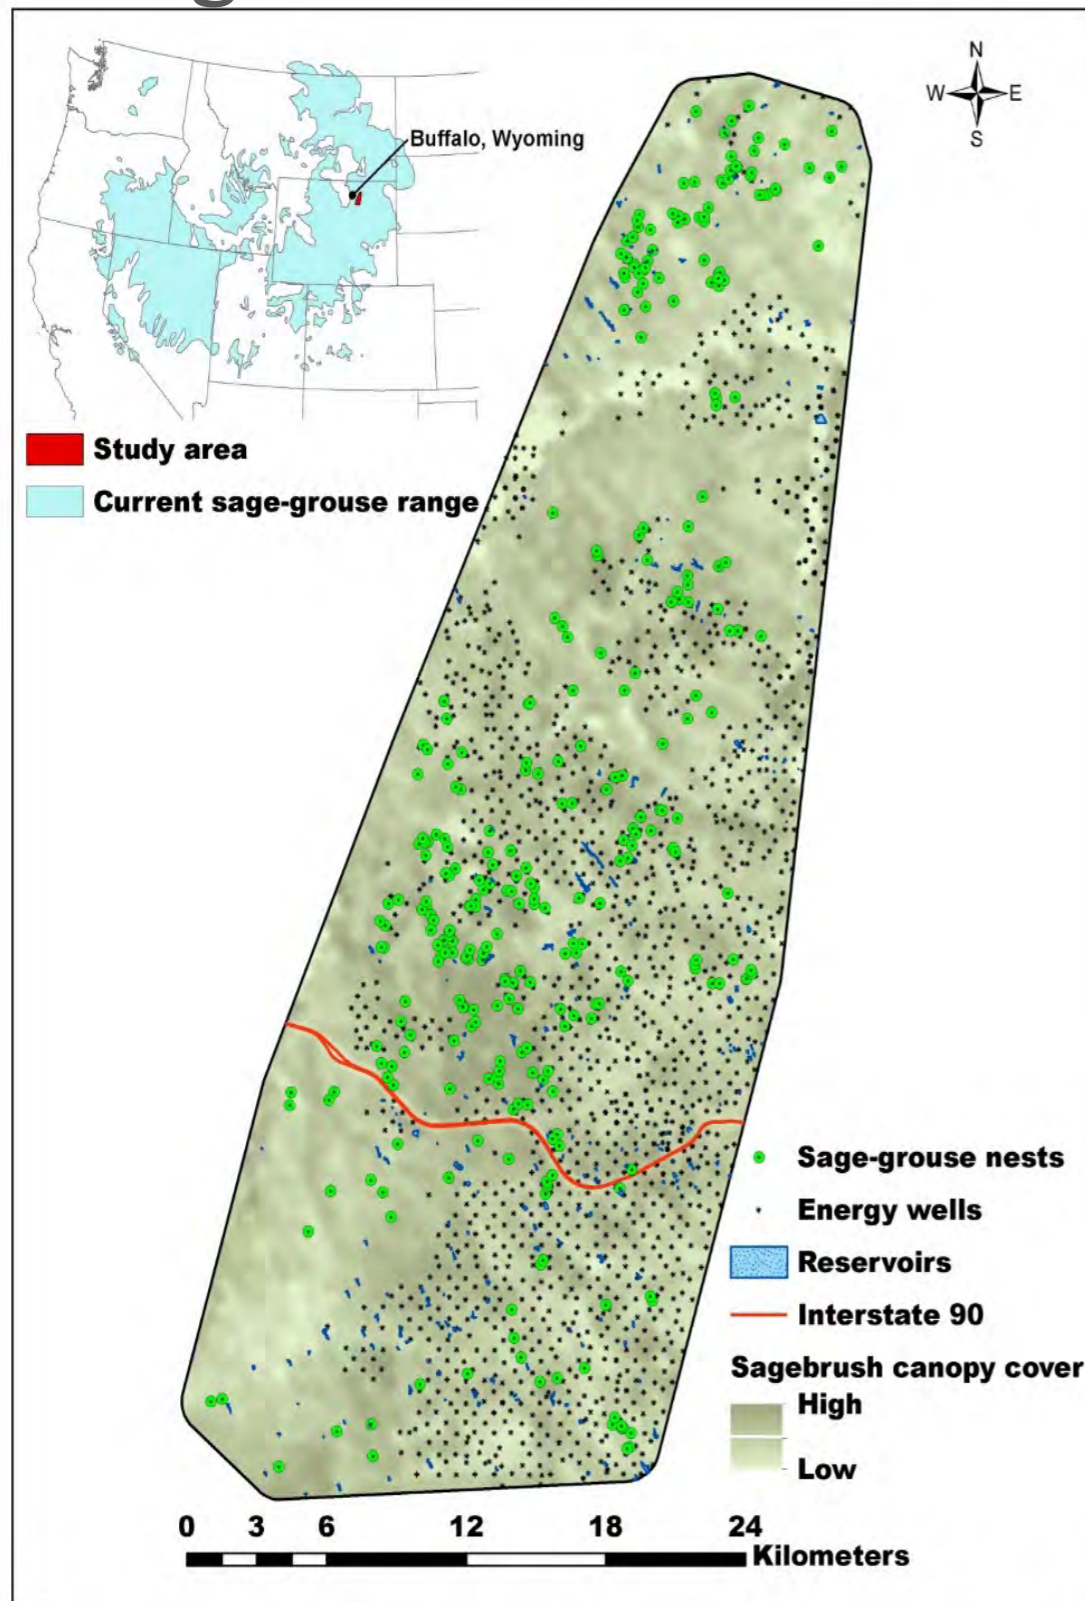 N
W E
S
Buffalo, Wyoming
Study area
Current sage-grouse range
Sage-grouse nests
Energy wells
Reservoirs
Interstate 90
Sagebrush canopy cover
High
Low
0 3 6 12 18 24
Kilometers